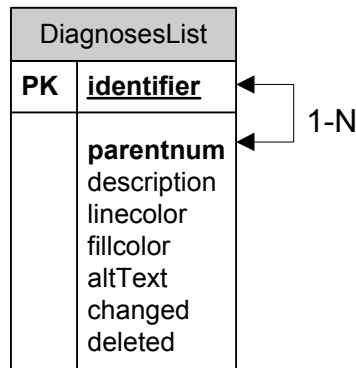 DiagnosesList
PK identifier
1-N
parentnum
description
linecolor
fillcolor
altText
changed
deleted